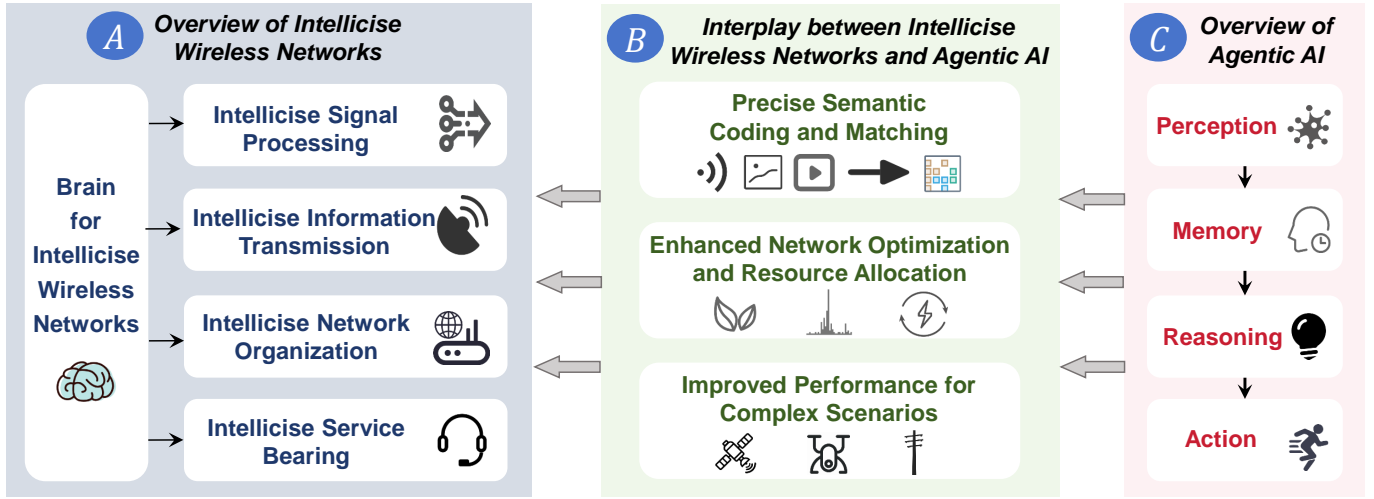 A
Overview of Intellicise
Wireless Networks
Brain
for
Intellicise
Wireless
Networks
Intellicise Signal
Processing
Intellicise Information
Transmission
Intellicise Network
Organization
Intellicise Service
Bearing
B
Interplay between Intellicise
Wireless Networks and Agentic AI
Precise Semantic
Coding and Matching
Enhanced Network Optimization
and Resource Allocation
Improved Performance for
Complex Scenarios
C
Overview of
Agentic AI
Perception
Memory
Reasoning
Action